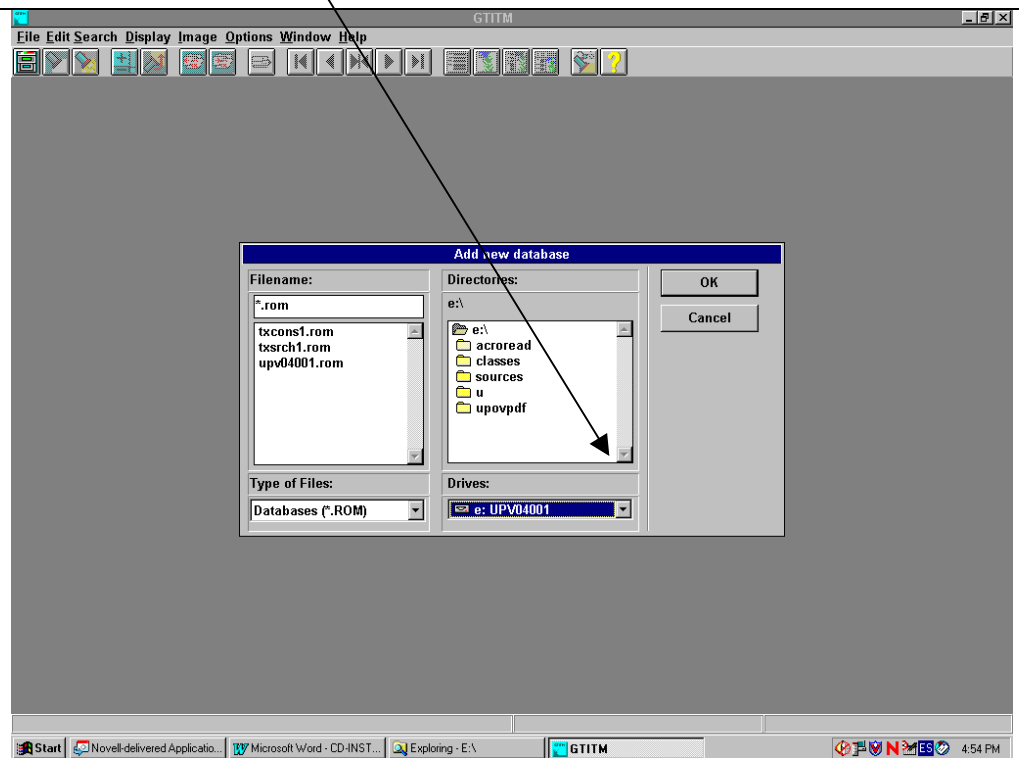 GTITM
File Edit Search Display Image Options Window Help
Add new database
Filename:
*.rom
txcons1.rom
txsrch1.rom
upv04001.rom
Type of Files:
Databases (*.ROM)
Directories:
e:\
e:\
acroread
classes
sources
u
upovpdf
Drives:
e: UPV04001
OK
Cancel
Start Novell-delivered Applicatio... Microsoft Word - CD-INST... Exploring - E:\ GTITM ES 4:54 PM